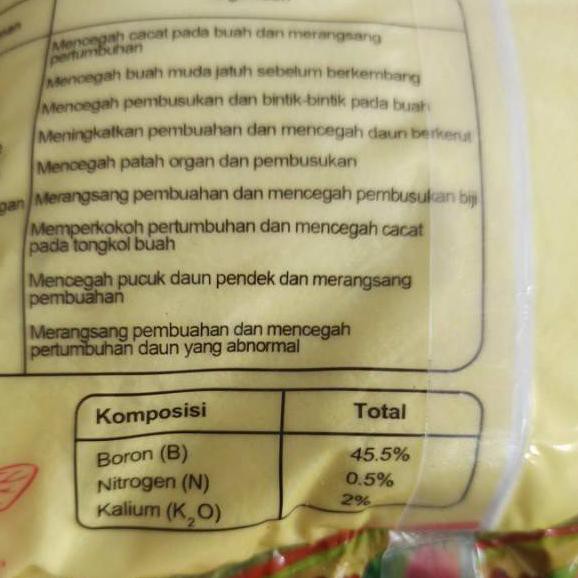 Mencegah cacat pada buah dan merangsang
pertumbuhan
Mencegah buah muda jatuh sebelum berkembang
Mencegah pembusukan dan bintik-bintik pada buah
Meningkatkan pembuahan dan mencegah daun berkerut
Mencegah patah organ dan pembusukan
gan Merangsang pembuahan dan mencegah pembusukan biji
Memperkokoh pertumbuhan dan mencegah cacat
pada tongkol buah
Mencegah pucuk daun pendek dan merangsang
pembuahan
Merangsang pembuahan dan mencegah
pertumbuhan daun yang abnormal
Komposisi Total
Boron (B) 45.5%
Nitrogen (N) 0.5%
Kalium (K₂O) 2%